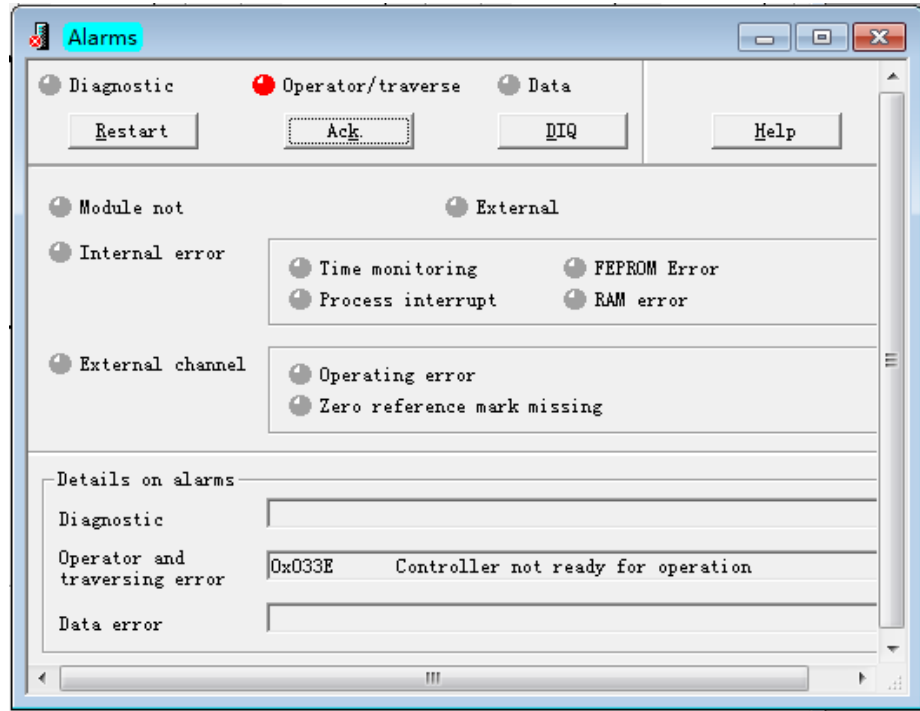 Alarms
Diagnostic Operator/traverse Data
Restart Ack. DIQ Help
Module not External
Internal error
Time monitoring FEPROM Error
Process interrupt RAM error
External channel
Operating error
Zero reference mark missing
Details on alarms
Diagnostic
Operator and
traversing error
0x033E Controller not ready for operation
Data error